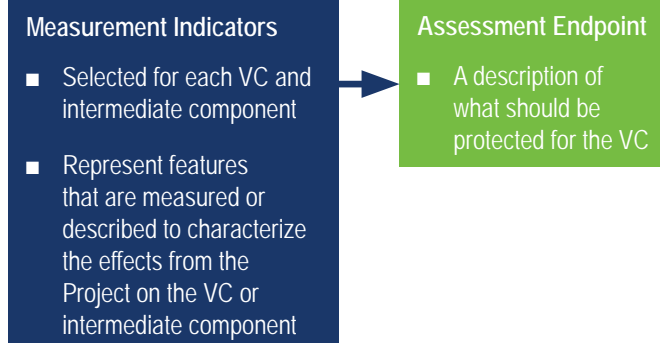 Measurement Indicators
■ Selected for each VC and
intermediate component
■ Represent features
that are measured or
described to characterize
the effects from the
Project on the VC or
intermediate component
Assessment Endpoint
■ A description of
what should be
protected for the VC